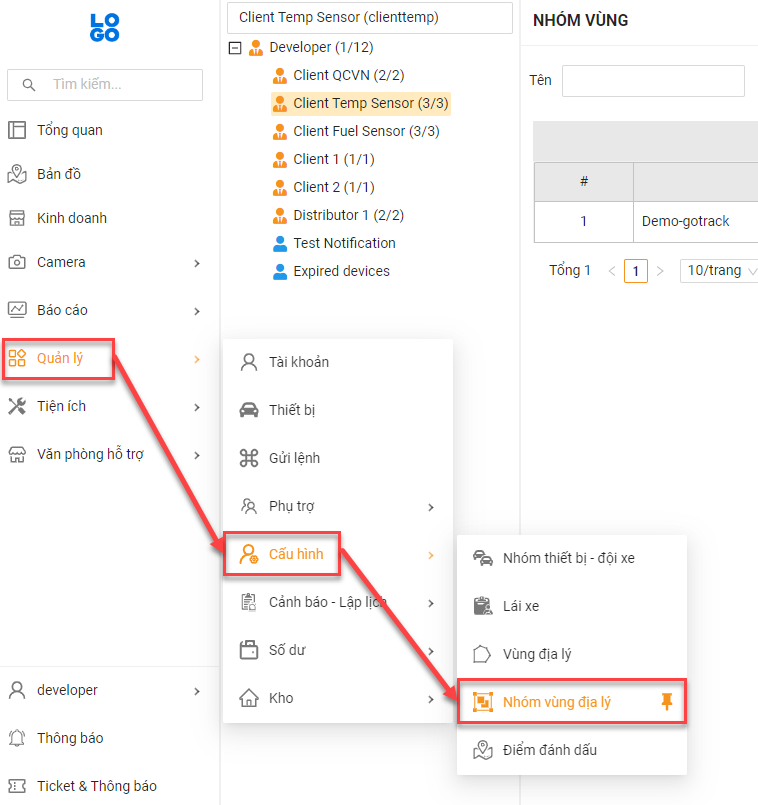 LO
GO
Tìm kiếm...
Tổng quan
Bản đồ
Kinh doanh
Camera
Báo cáo
Quản lý
Tiện ích
Văn phòng hỗ trợ
developer
Thông báo
Ticket & Thông báo
Client Temp Sensor (clienttemp)
Developer (1/12)
Client QCVN (2/2)
Client Temp Sensor (3/3)
Client Fuel Sensor (3/3)
Client 1 (1/1)
Client 2 (1/1)
Distributor 1 (2/2)
Test Notification
Expired devices
Tài khoản
Thiết bị
Gửi lệnh
Phụ trợ
Cấu hình
Cảnh báo - Lập lịch
Số dư
Kho
Nhóm thiết bị - đội xe
Lái xe
Vùng địa lý
Nhóm vùng địa lý
Điểm đánh dấu
NHÓM VÙNG
Tên
#
1 Demo-gotrack
Tổng 1 < 1 > 10/trang